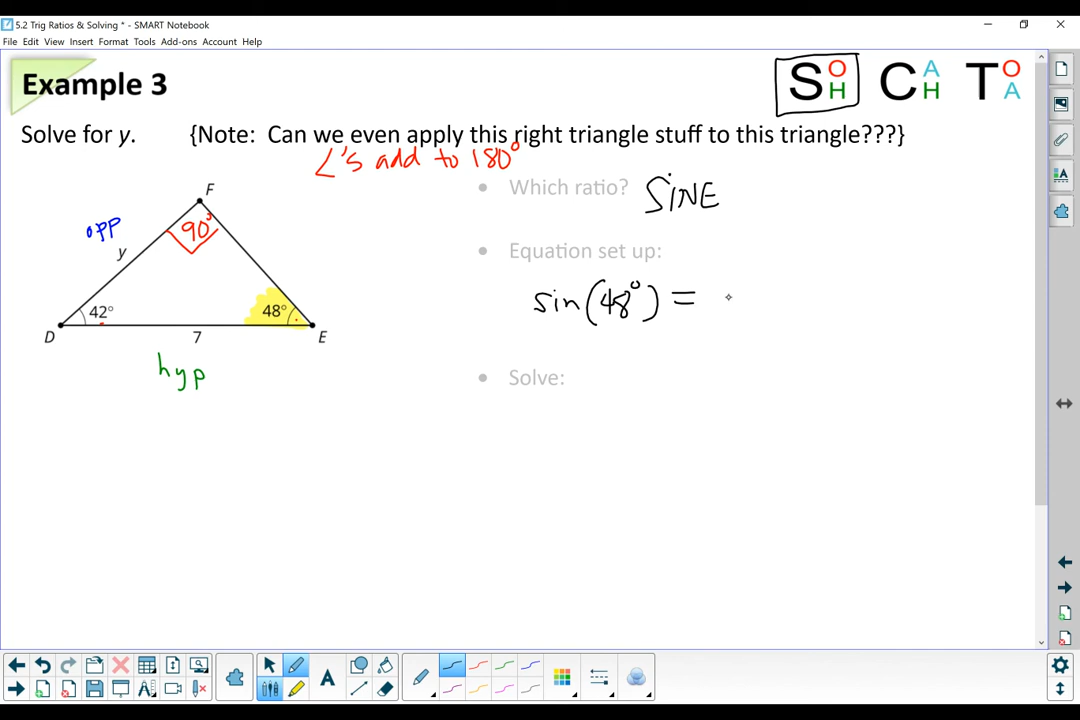 5.2 Trig Ratios & Solving * - SMART Notebook
File Edit View Insert Format Tools Add-ons Account Help
Example 3
S O H C A H T O A
Solve for y. {Note: Can we even apply this right triangle stuff to this triangle???}
∠'s add to 180°
• Which ratio? SINE
F
opp
90°
y
• Equation set up:
sin(48°) =
42°
48°
D
7
E
hyp
• Solve:
A